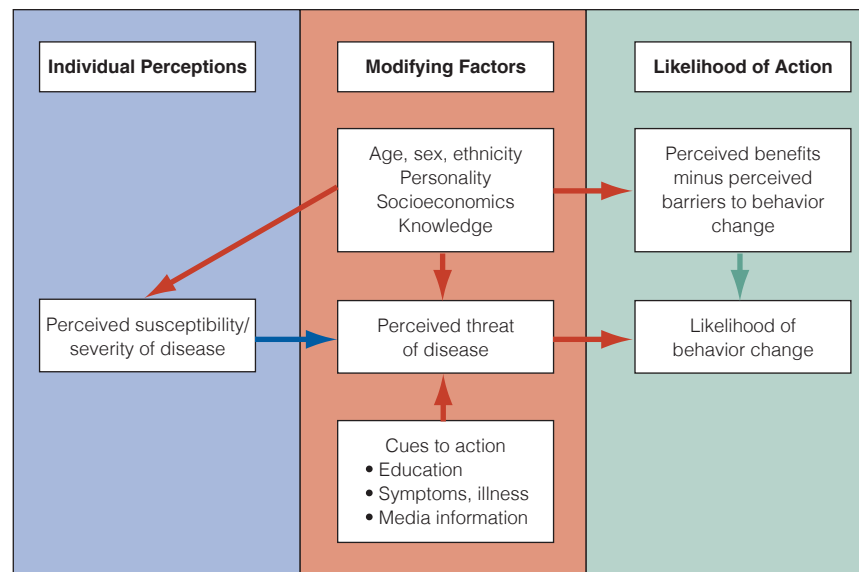 Individual Perceptions
Modifying Factors
Likelihood of Action
Age, sex, ethnicity
Personality
Socioeconomics
Knowledge
Perceived benefits
minus perceived
barriers to behavior
change
Perceived susceptibility/
severity of disease
Perceived threat
of disease
Likelihood of
behavior change
Cues to action
• Education
• Symptoms, illness
• Media information